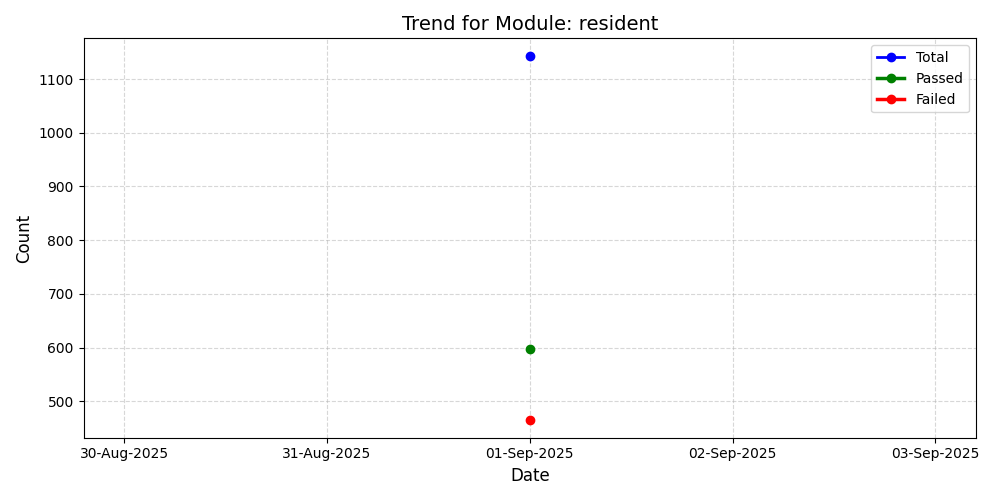 Trend for Module: resident
Total
Passed
Failed
1100
1000
900
800
700
600
500
Count
30-Aug-2025
31-Aug-2025
01-Sep-2025
02-Sep-2025
03-Sep-2025
Date